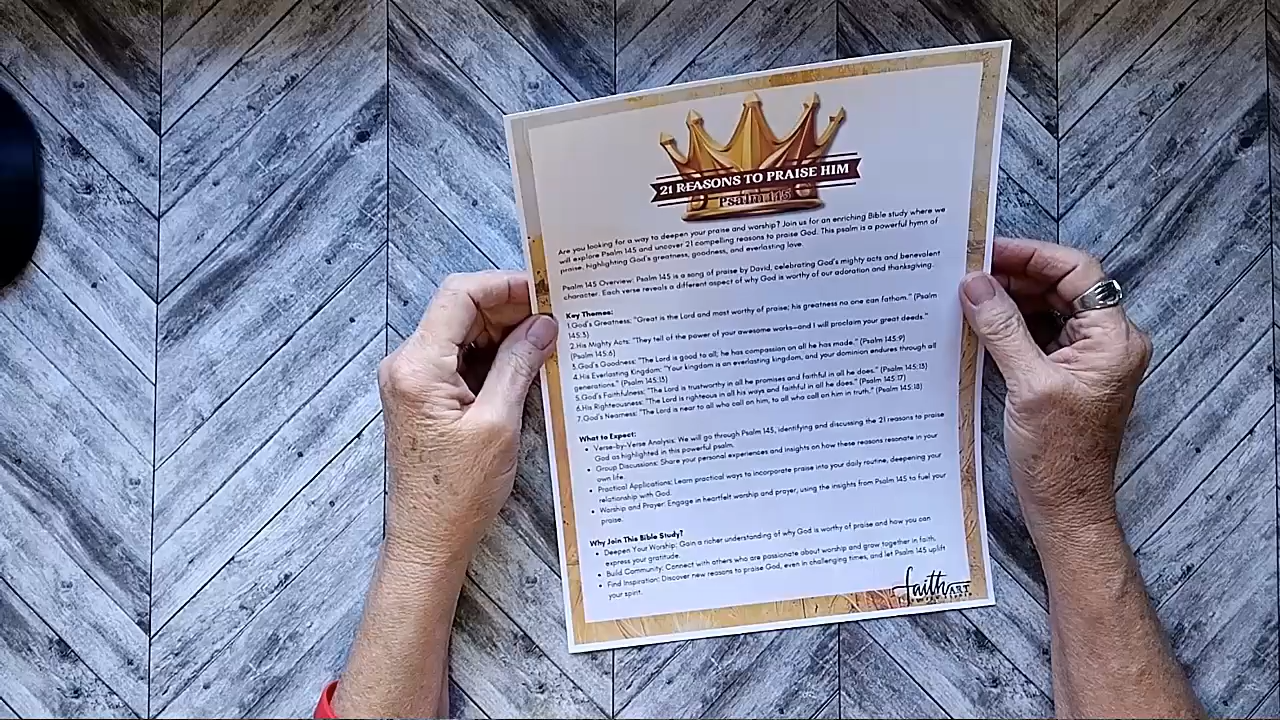 21 REASONS TO PRAISE HIM
Psalm 145
Are you looking for a way to deepen your praise and worship? Join us for an enriching Bible study where we
will explore Psalm 145 and uncover 21 compelling reasons to praise God. This psalm is a powerful hymn of
praise, highlighting God's greatness, goodness, and everlasting love.
Psalm 145 Overview: Psalm 145 is a song of praise by David, celebrating God's mighty acts and benevolent
character. Each verse reveals a different aspect of why God is worthy of our adoration and thanksgiving.
Key Themes:
1.God's Greatness: "Great is the Lord and most worthy of praise; his greatness no one can fathom." (Psalm
145:3)
2.His Mighty Acts: "They tell of the power of your awesome works—and I will proclaim your great deeds."
(Psalm 145:6)
3.God's Goodness: "The Lord is good to all; he has compassion on all he has made." (Psalm 145:9)
4.His Everlasting Kingdom: "Your kingdom is an everlasting kingdom, and your dominion endures through all
generations." (Psalm 145:13)
5.God's Faithfulness: "The Lord is trustworthy in all he promises and faithful in all he does." (Psalm 145:13)
6.His Righteousness: "The Lord is righteous in all his ways and faithful in all he does." (Psalm 145:17)
7.God's Nearness: "The Lord is near to all who call on him, to all who call on him in truth." (Psalm 145:18)
What to Expect:
• Verse-by-Verse Analysis: We will go through Psalm 145, identifying and discussing the 21 reasons to praise
God as highlighted in this powerful psalm.
• Group Discussions: Share your personal experiences and insights on how these reasons resonate in your
own life.
• Practical Applications: Learn practical ways to incorporate praise into your daily routine, deepening your
relationship with God.
• Worship and Prayer: Engage in heartfelt worship and prayer, using the insights from Psalm 145 to fuel your
praise.
Why Join This Bible Study?
• Deepen Your Worship: Gain a richer understanding of why God is worthy of praise and how you can
express your gratitude.
• Build Community: Connect with others who are passionate about worship and grow together in faith.
• Find Inspiration: Discover new reasons to praise God, even in challenging times, and let Psalm 145 uplift
your spirit.
faith ART